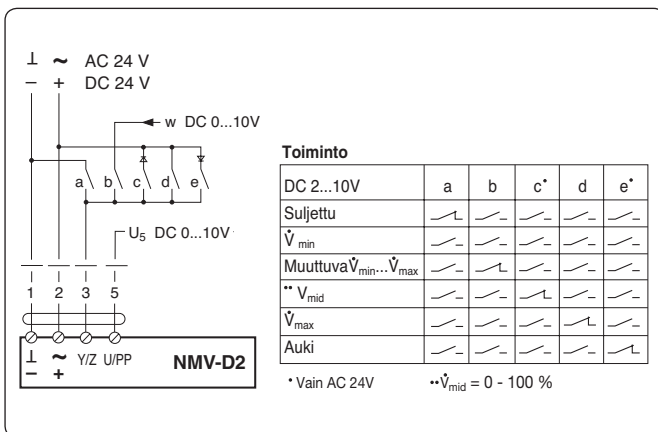 ⊥ ~ AC 24 V
– + DC 24 V
w DC 0...10V
a b c d e
U5 DC 0...10V
1 2 3 5
⊥ ~ Y/Z U/PP NMV-D2
– +
Toiminto
DC 2...10V a b c• d e•
Suljettu
V̇ min
Muuttuva V̇min...V̇max
•• Vmid
V̇max
Auki
• Vain AC 24V ••V̇mid = 0 - 100 %